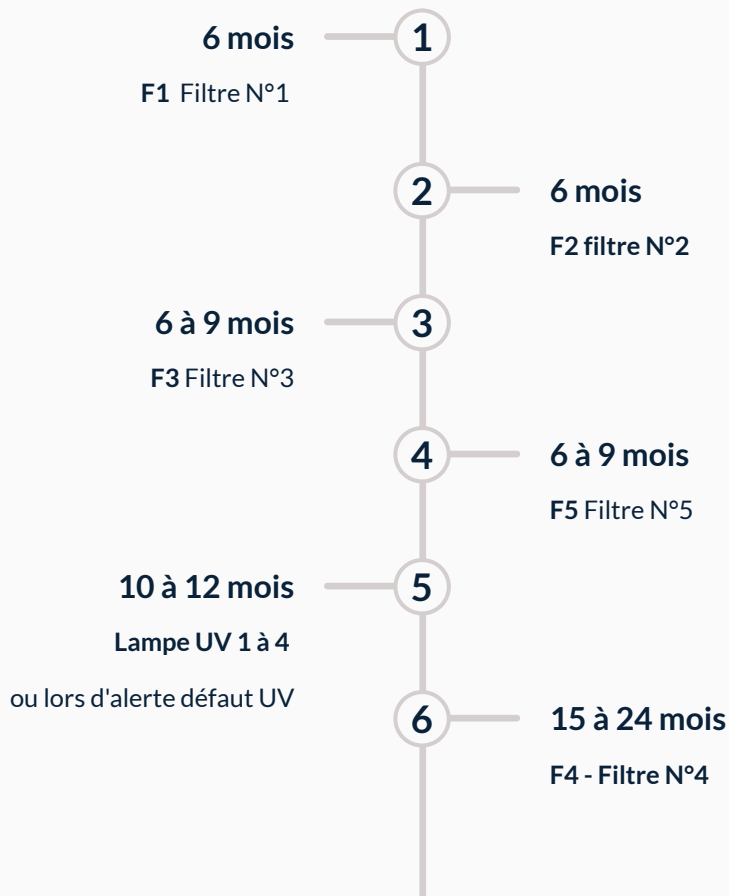 6 mois
1
F1 Filtre N°1
2
6 mois
F2 filtre N°2
6 à 9 mois
3
F3 Filtre N°3
4
6 à 9 mois
F5 Filtre N°5
10 à 12 mois
5
Lampe UV 1 à 4
ou lors d'alerte défaut UV
6
15 à 24 mois
F4 - Filtre N°4